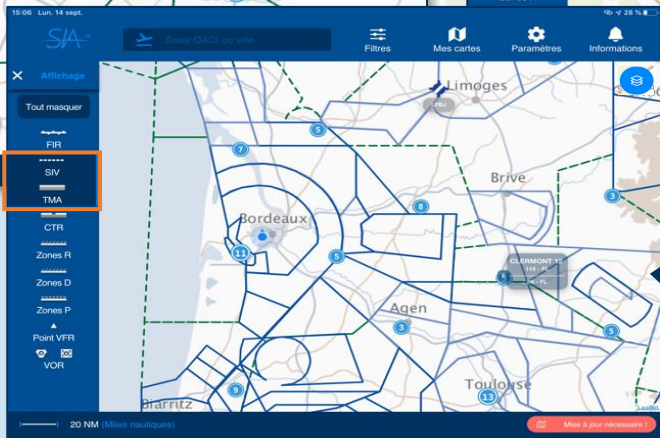 15:06 Lun. 14 sept.
28 %
SIA
Saisir OACI ou ville
Filtres
Mes cartes
Paramètres
Informations
Affichage
Tout masquer
FIR
SIV
TMA
CTR
Zones R
Zones D
Zones P
Point VFR
VOR
Limoges
5
7
3
Brive
8
Bordeaux
11
5
CLERMONT 12
Agen
3
5
Toulouse
13
9
Biarritz
20 NM (Miles nautiques)
Mise à jour nécessaire !